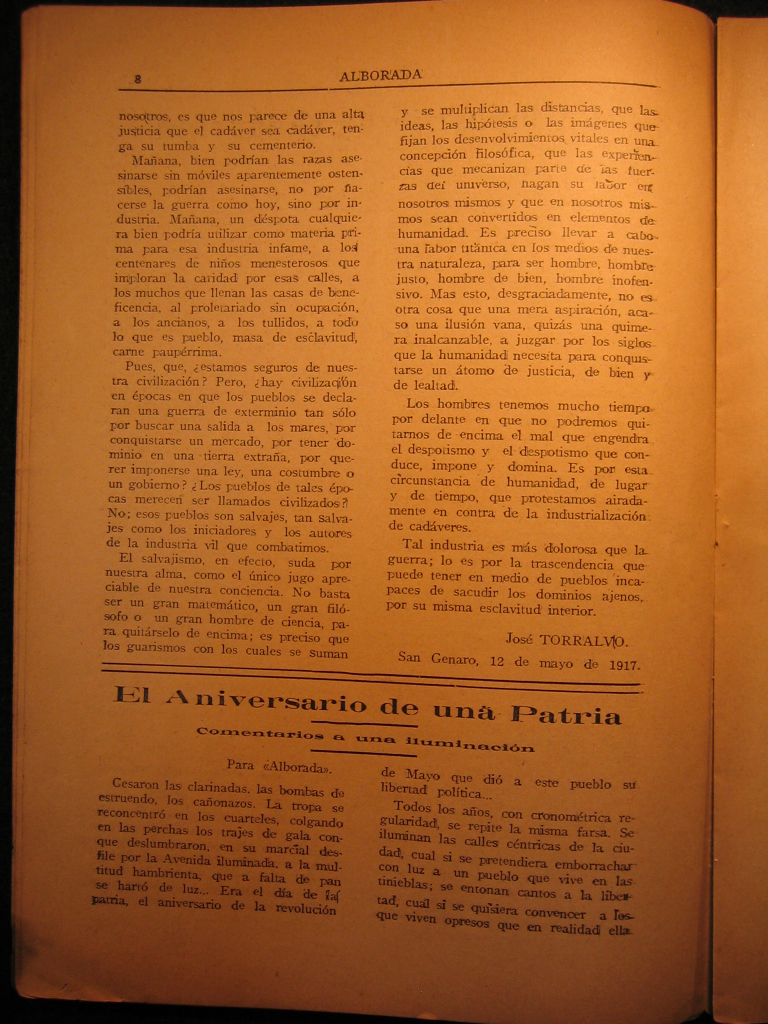 8
ALBORADA
nosotros, es que nos parece de una alta
justicia que el cadáver sea cadáver, ten-
ga su tumba y su cementerio.
Mañana, bien podrían las razas ase-
sinarse sin móviles aparentemente osten-
sibles, podrían asesinarse, no por ha-
cerse la guerra como hoy, sino por in-
dustria. Mañana, un déspota cualquie-
ra bien podría utilizar como materia pri-
ma para esa industria infame, a los
centenares de niños menesterosos que
imploran la caridad por esas calles, a
los muchos que llenan las casas de bene-
ficencia, al proletariado sin ocupación,
a los ancianos, a los tullidos, a todo
lo que es pueblo, masa de esclavitud,
carne paupérrima.
Pues, que, ¿estamos seguros de nues-
tra civilización? Pero, ¿hay civilización
en épocas en que los pueblos se decla-
ran una guerra de exterminio tan sólo
por buscar una salida a los mares, por
conquistarse un mercado, por tener do-
minio en una tierra extraña, por que-
rer imponerse una ley, una costumbre o
un gobierno? ¿Los pueblos de tales épo-
cas merecen ser llamados civilizados?
No; esos pueblos son salvajes, tan salva-
jes como los iniciadores y los autores
de la industria vil que combatimos.
El salvajismo, en efecto, suda por
nuestra alma, como el único jugo apre-
ciable de nuestra conciencia. No basta
ser un gran matemático, un gran filó-
sofo o un gran hombre de ciencia, pa-
ra quitárselo de encima; es preciso que
los guarismos con los cuales se suman
y se multiplican las distancias, que las
ideas, las hipótesis o las imágenes que
fijan los desenvolvimientos vitales en una
concepción filosófica, que las experien-
cias que mecanizan parte de las fuer-
zas del universo, hagan su labor en
nosotros mismos y que en nosotros mis-
mos sean convertidos en elementos de
humanidad. Es preciso llevar a cabo
una labor titánica en los medios de nues-
tra naturaleza, para ser hombre, hombre
justo, hombre de bien, hombre inofen-
sivo. Mas esto, desgraciadamente, no es
otra cosa que una mera aspiración, aca-
so una ilusión vana, quizás una quime-
ra inalcanzable, a juzgar por los siglos
que la humanidad necesita para conquis-
tarse un átomo de justicia, de bien y
de lealtad.
Los hombres tenemos mucho tiempo
por delante en que no podremos qui-
tarnos de encima el mal que engendra
el despotismo y el despotismo que con-
duce, impone y domina. Es por esta
circunstancia de humanidad, de lugar
y de tiempo, que protestamos airada-
mente en contra de la industrialización
de cadáveres.
Tal industria es más dolorosa que la
guerra; lo es por la trascendencia que
puede tener en medio de pueblos inca-
paces de sacudir los dominios ajenos,
por su misma esclavitud interior.
José TORRALVO.
San Genaro, 12 de mayo de 1917.
El Aniversario de una Patria
Comentarios a una iluminación
Para «Alborada».
Cesaron las clarinadas, las bombas de
estruendo, los cañonazos. La tropa se
reconcentró en los cuarteles, colgando
en las perchas los trajes de gala con
que deslumbraron, en su marcial des-
file por la Avenida iluminada, a la mul-
titud hambrienta, que a falta de pan
se hartó de luz... Era el día de la
patria, el aniversario de la revolución
de Mayo que dió a este pueblo su
libertad política...
Todos los años, con cronométrica re-
gularidad, se repite la misma farsa. Se
iluminan las calles céntricas de la ciu-
dad, cual si se pretendiera emborrachar
con luz a un pueblo que vive en las
tinieblas; se entonan cantos a la liber-
tad, cual si se quisiera convencer a los
que viven opresos que en realidad ella